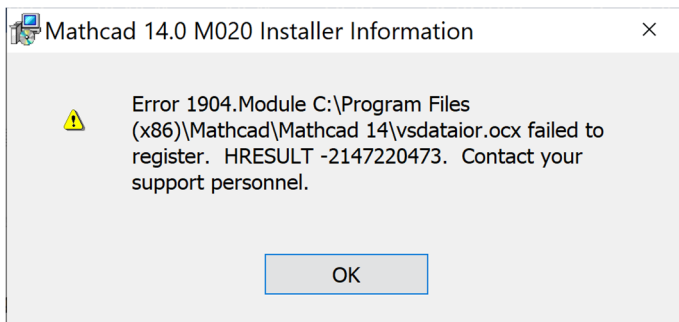 Mathcad 14.0 M020 Installer Information
Error 1904.Module C:\Program Files
(x86)\Mathcad\Mathcad 14\vsdataior.ocx failed to
register.  HRESULT -2147220473.  Contact your
support personnel.
OK